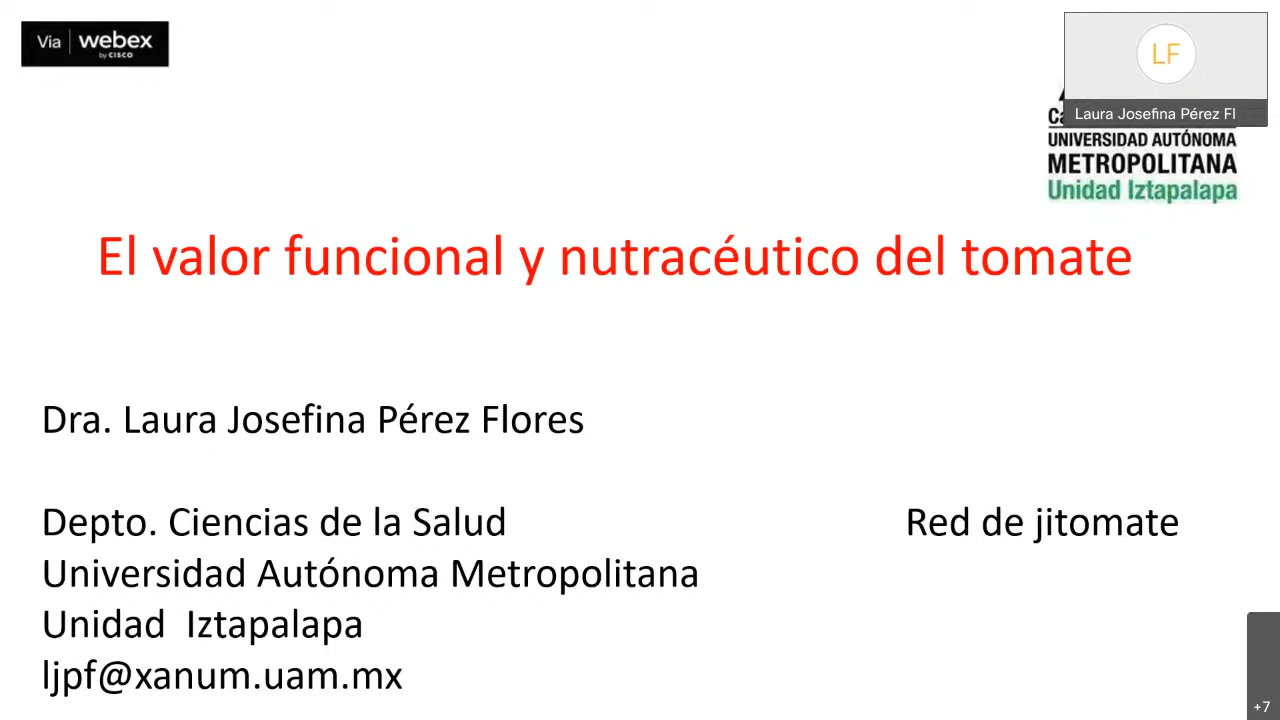 Via webex
by CISCO
LF
Laura Josefina Pérez Fl
UNIVERSIDAD AUTÓNOMA
METROPOLITANA
Unidad Iztapalapa
El valor funcional y nutracéutico del tomate
Dra. Laura Josefina Pérez Flores
Depto. Ciencias de la Salud
Red de jitomate
Universidad Autónoma Metropolitana
Unidad Iztapalapa
ljpf@xanum.uam.mx
+7